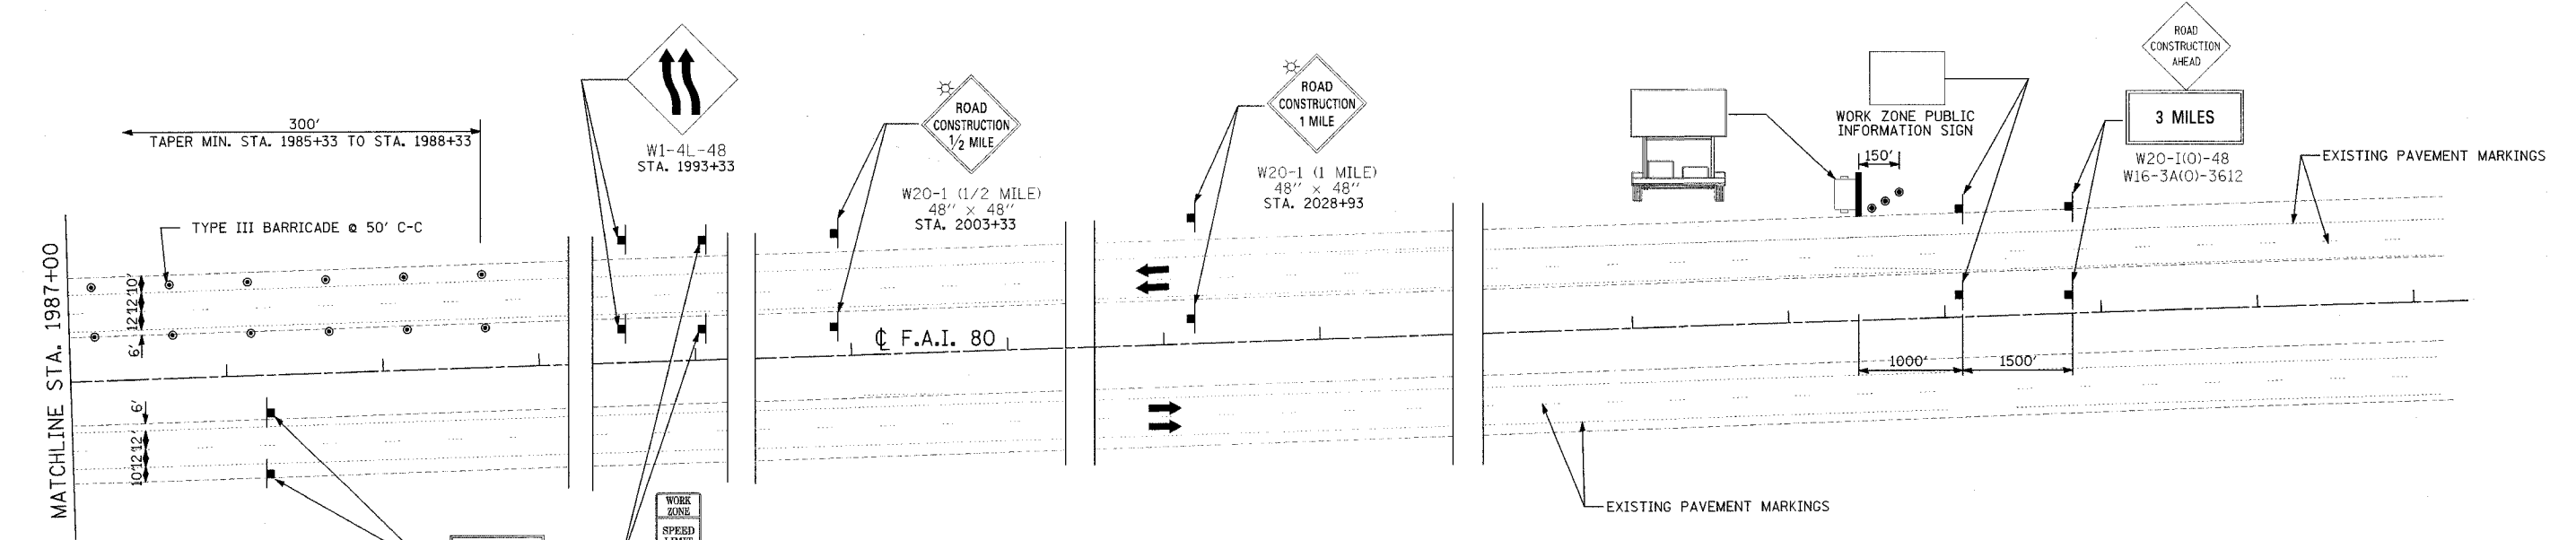 300'
TAPER MIN. STA. 1985+33 TO STA. 1988+33
TYPE III BARRICADE @ 50' C-C
MATCHLINE STA. 1987+00
10'
12'
12'
6'
6'
12'
12'
10'
W1-4L-48
STA. 1993+33
WORK
ZONE
SPEED
LIMIT
ROAD
CONSTRUCTION
1/2 MILE
W20-1 (1/2 MILE)
48" × 48"
STA. 2003+33
℄ F.A.I. 80
ROAD
CONSTRUCTION
1 MILE
W20-1 (1 MILE)
48" × 48"
STA. 2028+93
WORK ZONE PUBLIC
INFORMATION SIGN
150'
ROAD
CONSTRUCTION
AHEAD
3 MILES
W20-I(O)-48
W16-3A(O)-3612
EXISTING PAVEMENT MARKINGS
1000'
1500'
EXISTING PAVEMENT MARKINGS